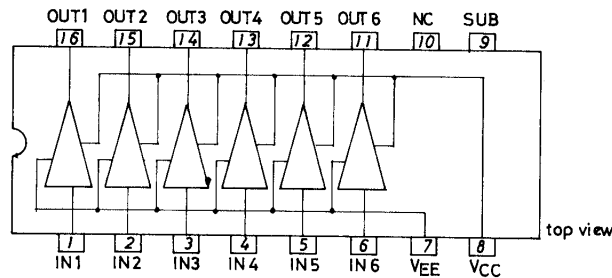 OUT1 OUT2 OUT3 OUT4 OUT5 OUT6 NC SUB
16 15 14 13 12 11 10 9
top view
1 2 3 4 5 6 7 8
IN1 IN2 IN3 IN4 IN5 IN6 VEE VCC